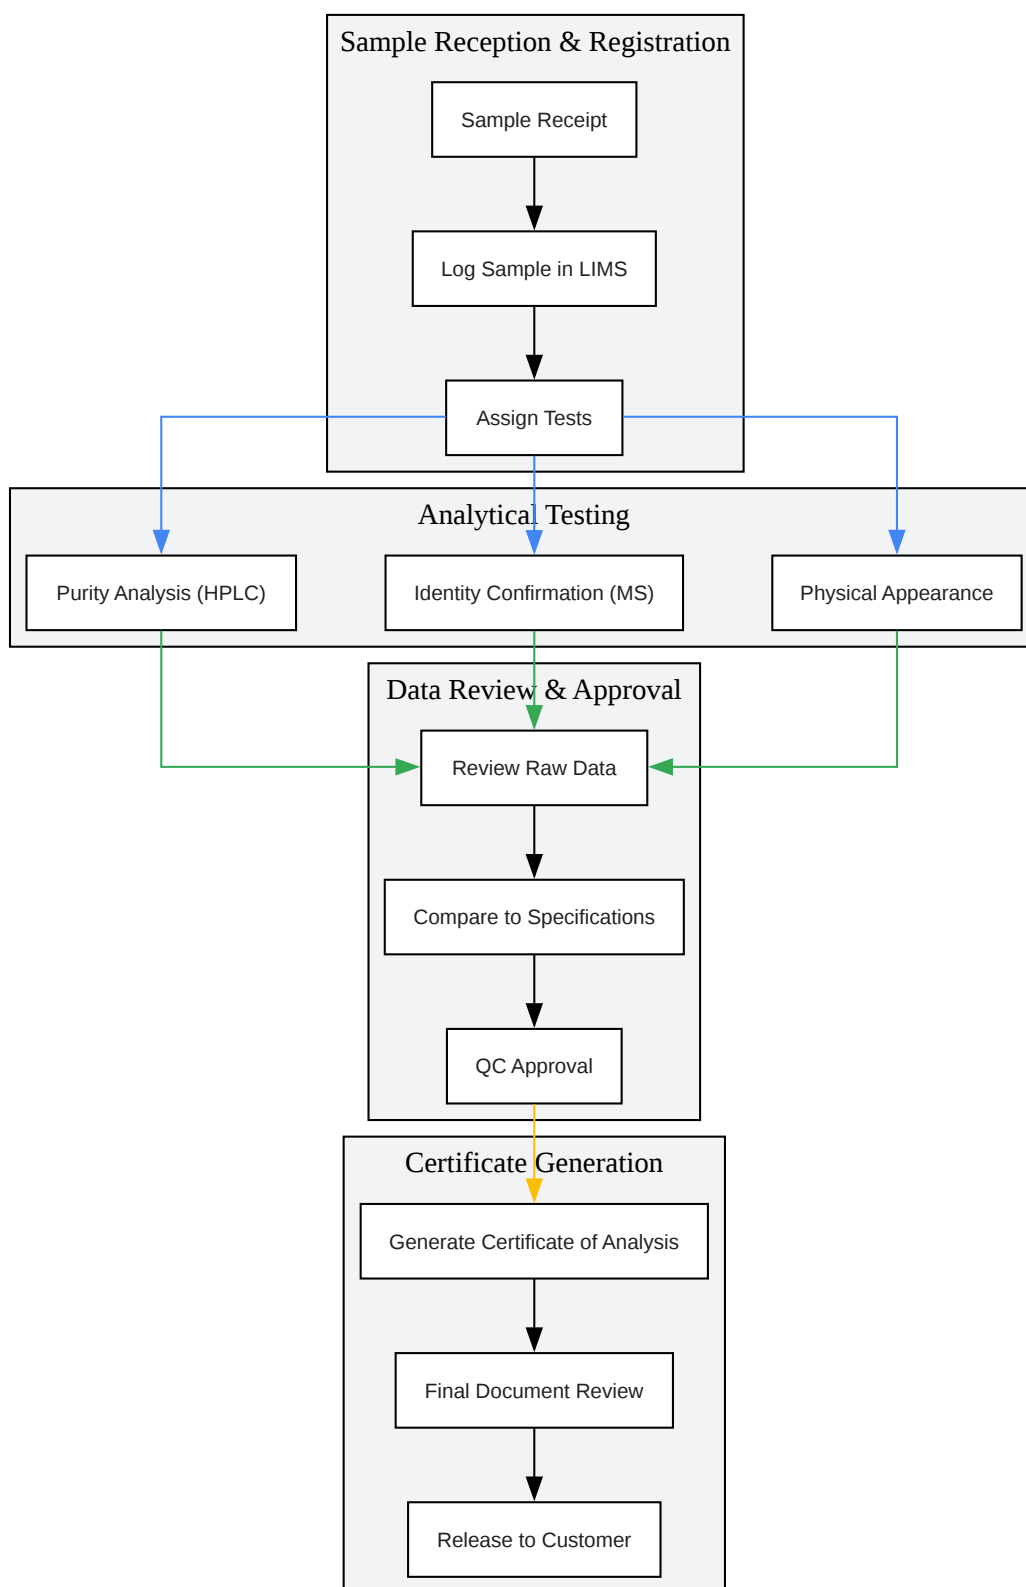 Sample Reception & Registration
Sample Receipt
Log Sample in LIMS
Assign Tests
Analytical Testing
Purity Analysis (HPLC)
Identity Confirmation (MS)
Physical Appearance
Data Review & Approval
Review Raw Data
Compare to Specifications
QC Approval
Certificate Generation
Generate Certificate of Analysis
Final Document Review
Release to Customer